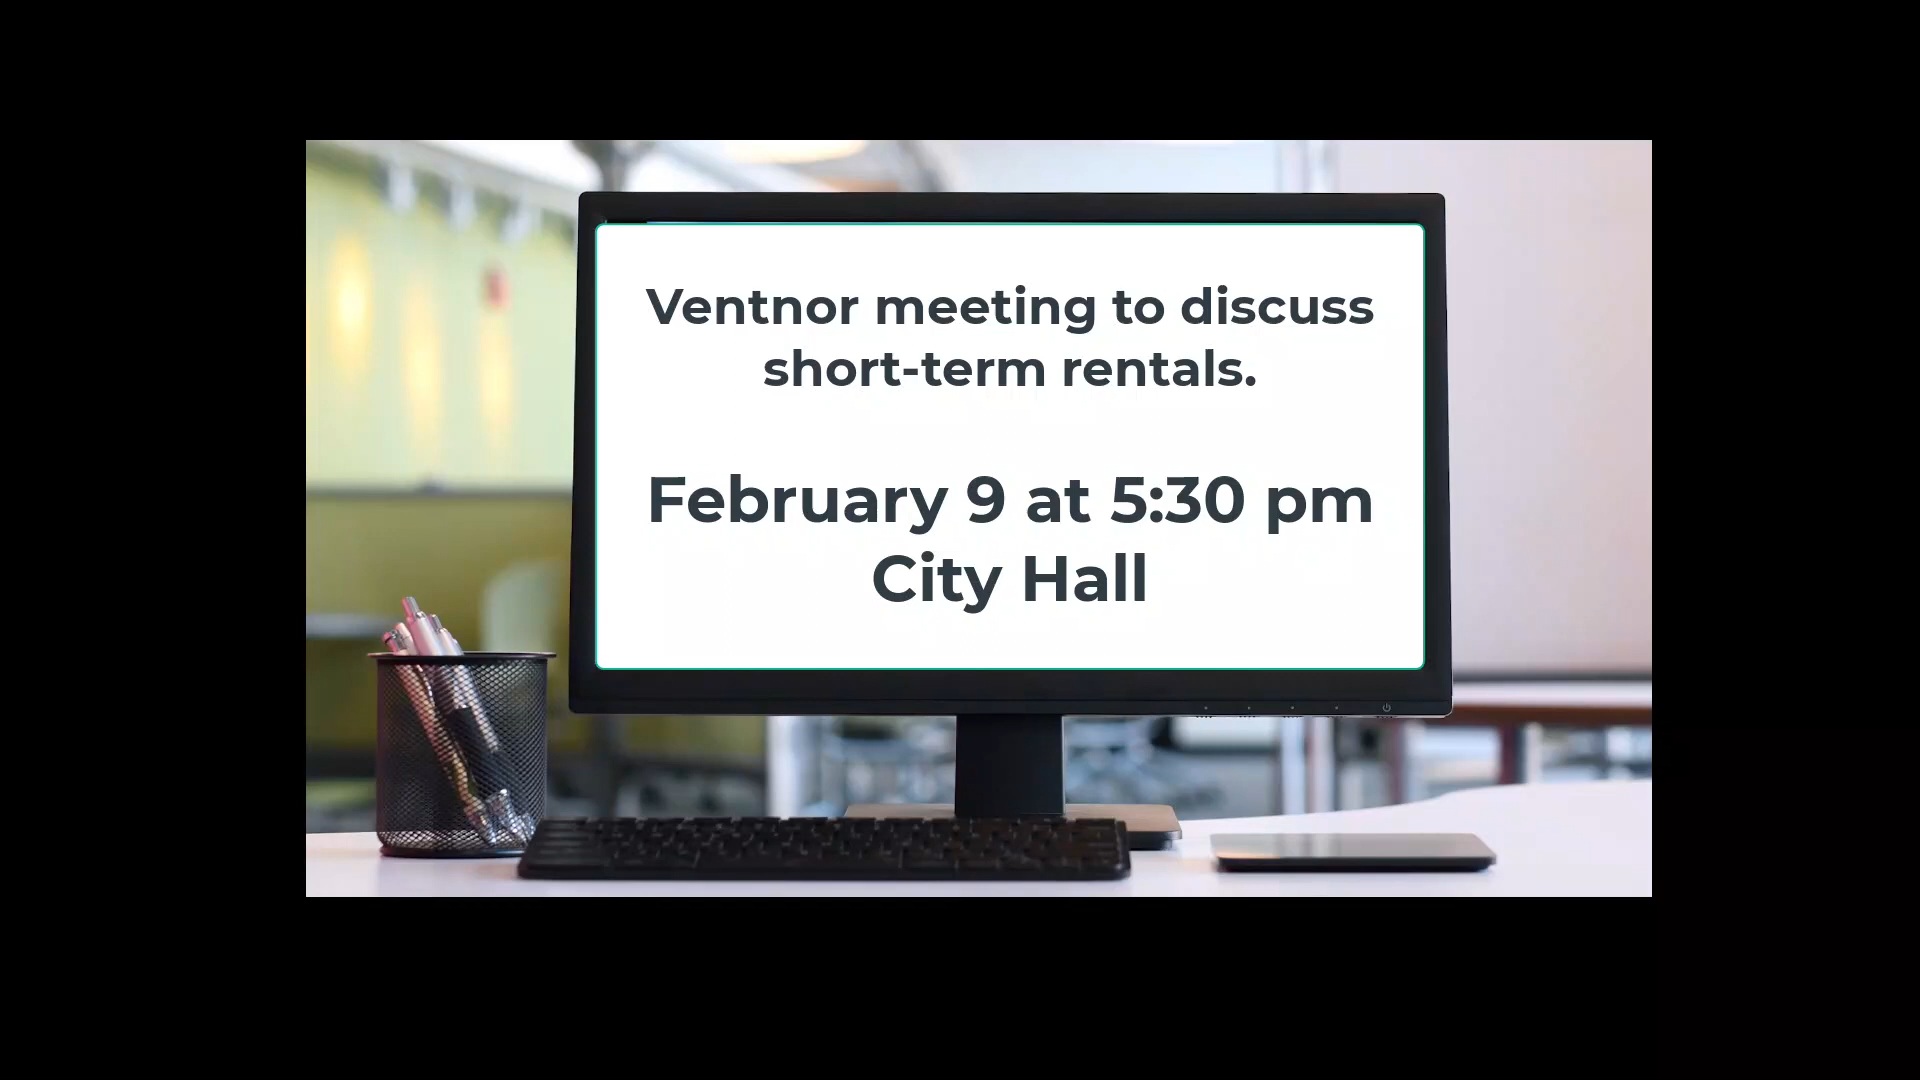 Ventnor meeting to discuss
short-term rentals.
February 9 at 5:30 pm
City Hall